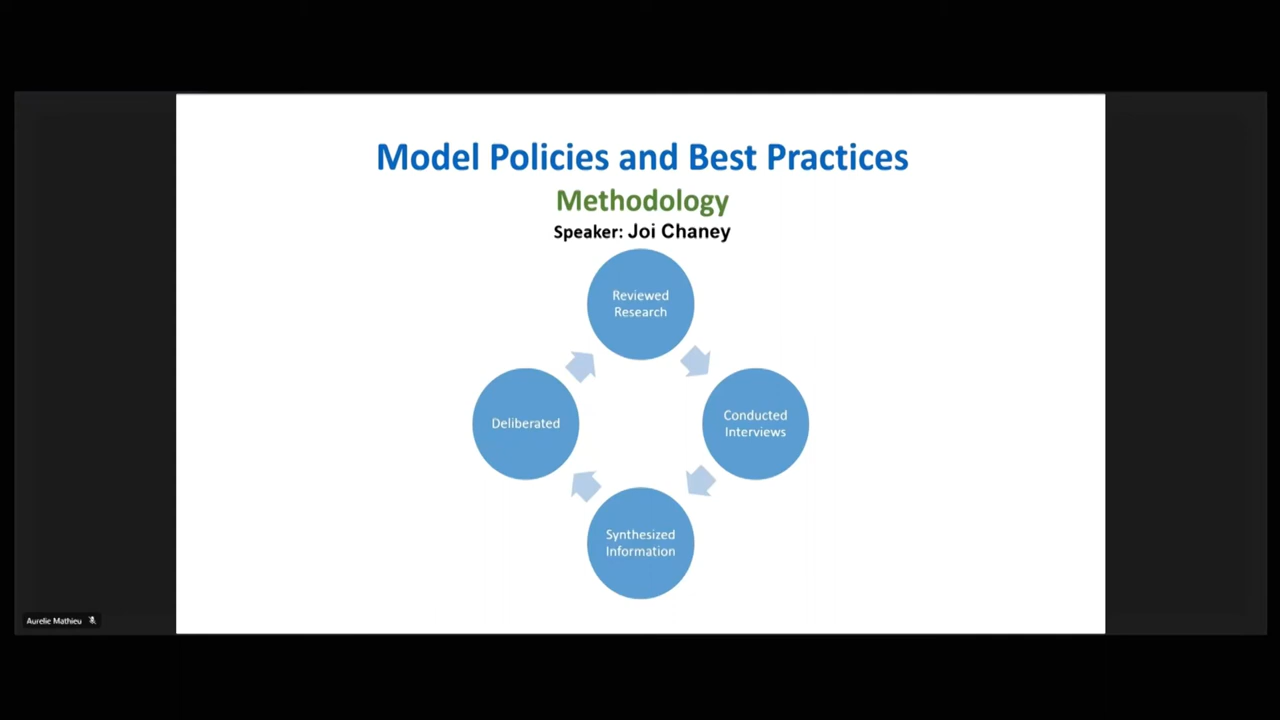 Model Policies and Best Practices
Methodology
Speaker: Joi Chaney
Reviewed
Research
Conducted
Interviews
Synthesized
Information
Deliberated
Aurelie Mathieu